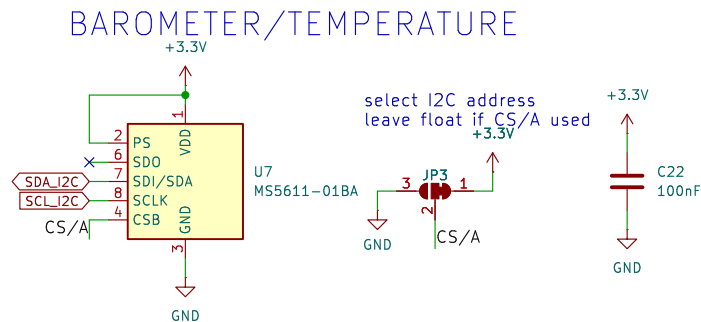 BAROMETER/TEMPERATURE
+3.3V
1
VDD
2 PS
6 SDO
SDA_I2C 7 SDI/SDA
SCL_I2C 8 SCLK
4 CSB
CS/A
GND
3
GND
U7
MS5611-01BA
select I2C address
leave float if CS/A used
+3.3V
JP3
3 1
2
GND
CS/A
+3.3V
C22
100nF
GND